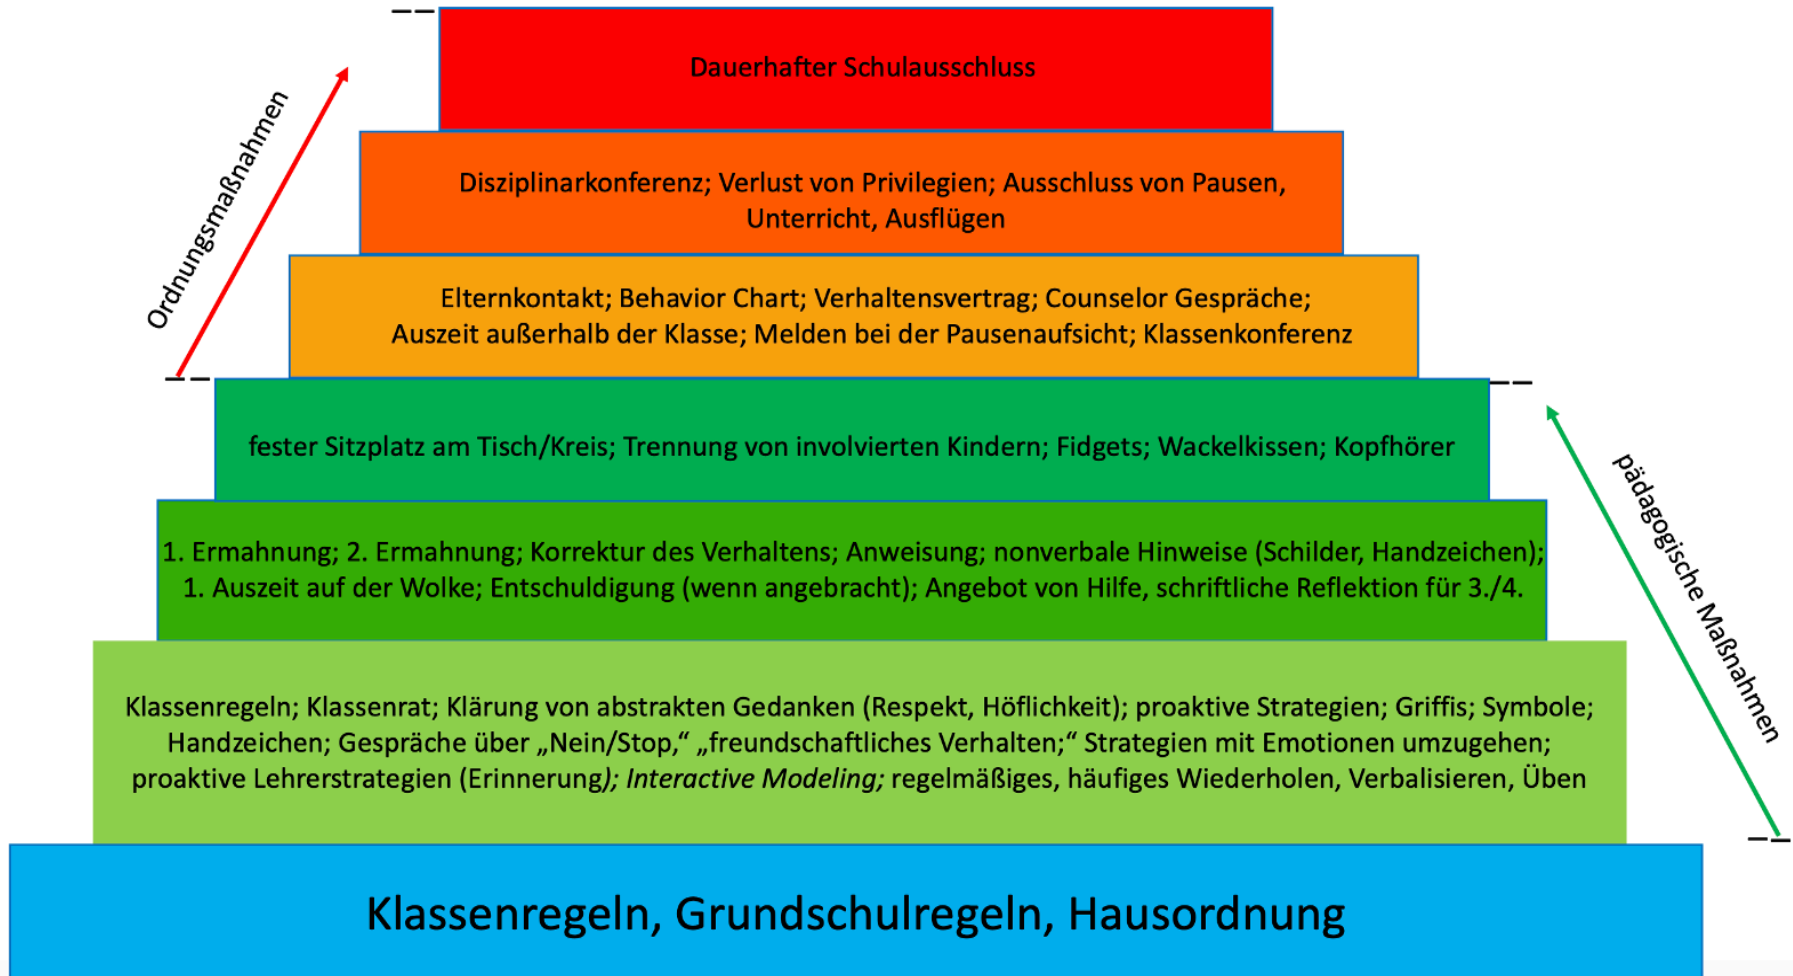 Dauerhafter Schulausschluss
Ordnungsmaßnahmen
Disziplinarkonferenz; Verlust von Privilegien; Ausschluss von Pausen,
Unterricht, Ausflügen
Elternkontakt; Behavior Chart; Verhaltensvertrag; Counselor Gespräche;
Auszeit außerhalb der Klasse; Melden bei der Pausenaufsicht; Klassenkonferenz
fester Sitzplatz am Tisch/Kreis; Trennung von involvierten Kindern; Fidgets; Wackelkissen; Kopfhörer
pädagogische Maßnahmen
1. Ermahnung; 2. Ermahnung; Korrektur des Verhaltens; Anweisung; nonverbale Hinweise (Schilder, Handzeichen);
1. Auszeit auf der Wolke; Entschuldigung (wenn angebracht); Angebot von Hilfe, schriftliche Reflektion für 3./4.
Klassenregeln; Klassenrat; Klärung von abstrakten Gedanken (Respekt, Höflichkeit); proaktive Strategien; Griffis; Symbole;
Handzeichen; Gespräche über „Nein/Stop,“ „freundschaftliches Verhalten;“ Strategien mit Emotionen umzugehen;
proaktive Lehrerstrategien (Erinnerung); Interactive Modeling; regelmäßiges, häufiges Wiederholen, Verbalisieren, Üben
Klassenregeln, Grundschulregeln, Hausordnung